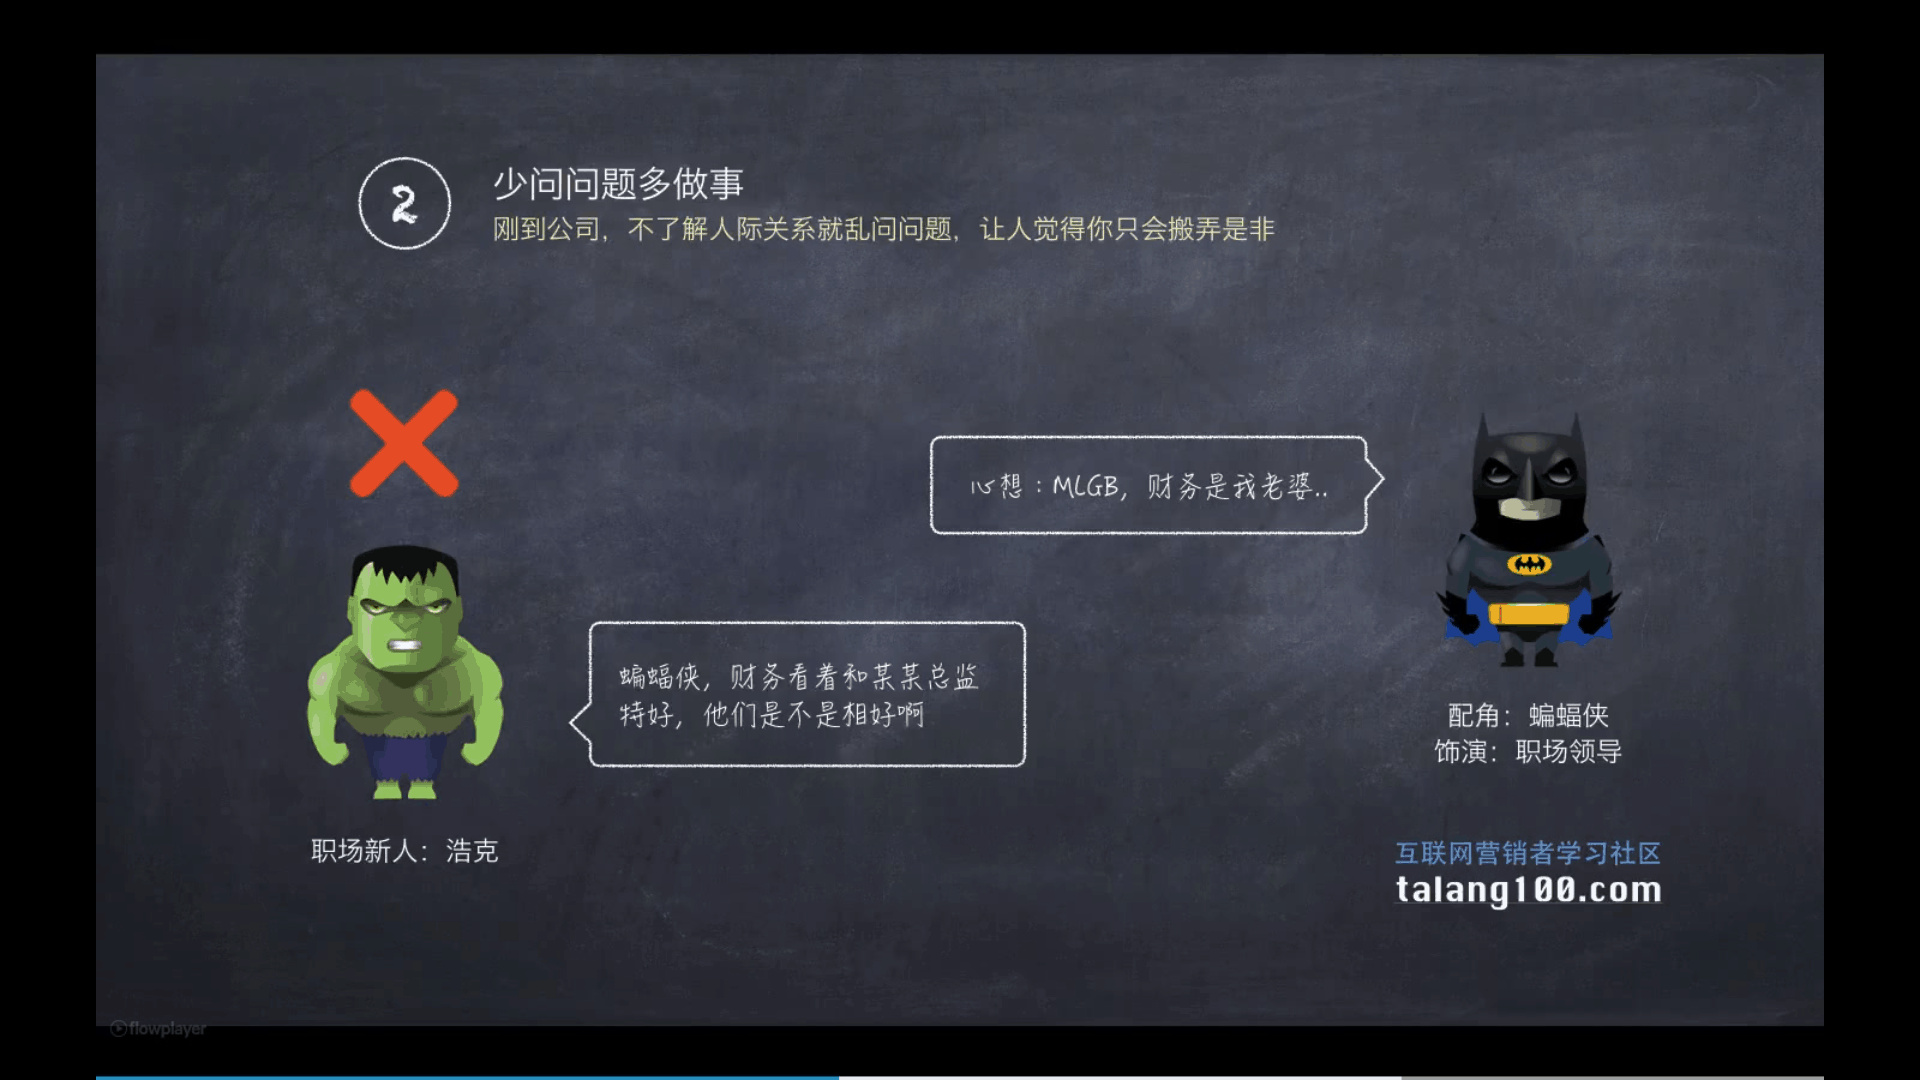 2
少问问题多做事
刚到公司，不了解人际关系就乱问问题，让人觉得你只会搬弄是非
心想：MLGB，财务是我老婆..
蝙蝠侠，财务看着和某某总监
特好，他们是不是相好啊
配角：蝙蝠侠
饰演：职场领导
职场新人：浩克
互联网营销者学习社区
talang100.com
flowplayer